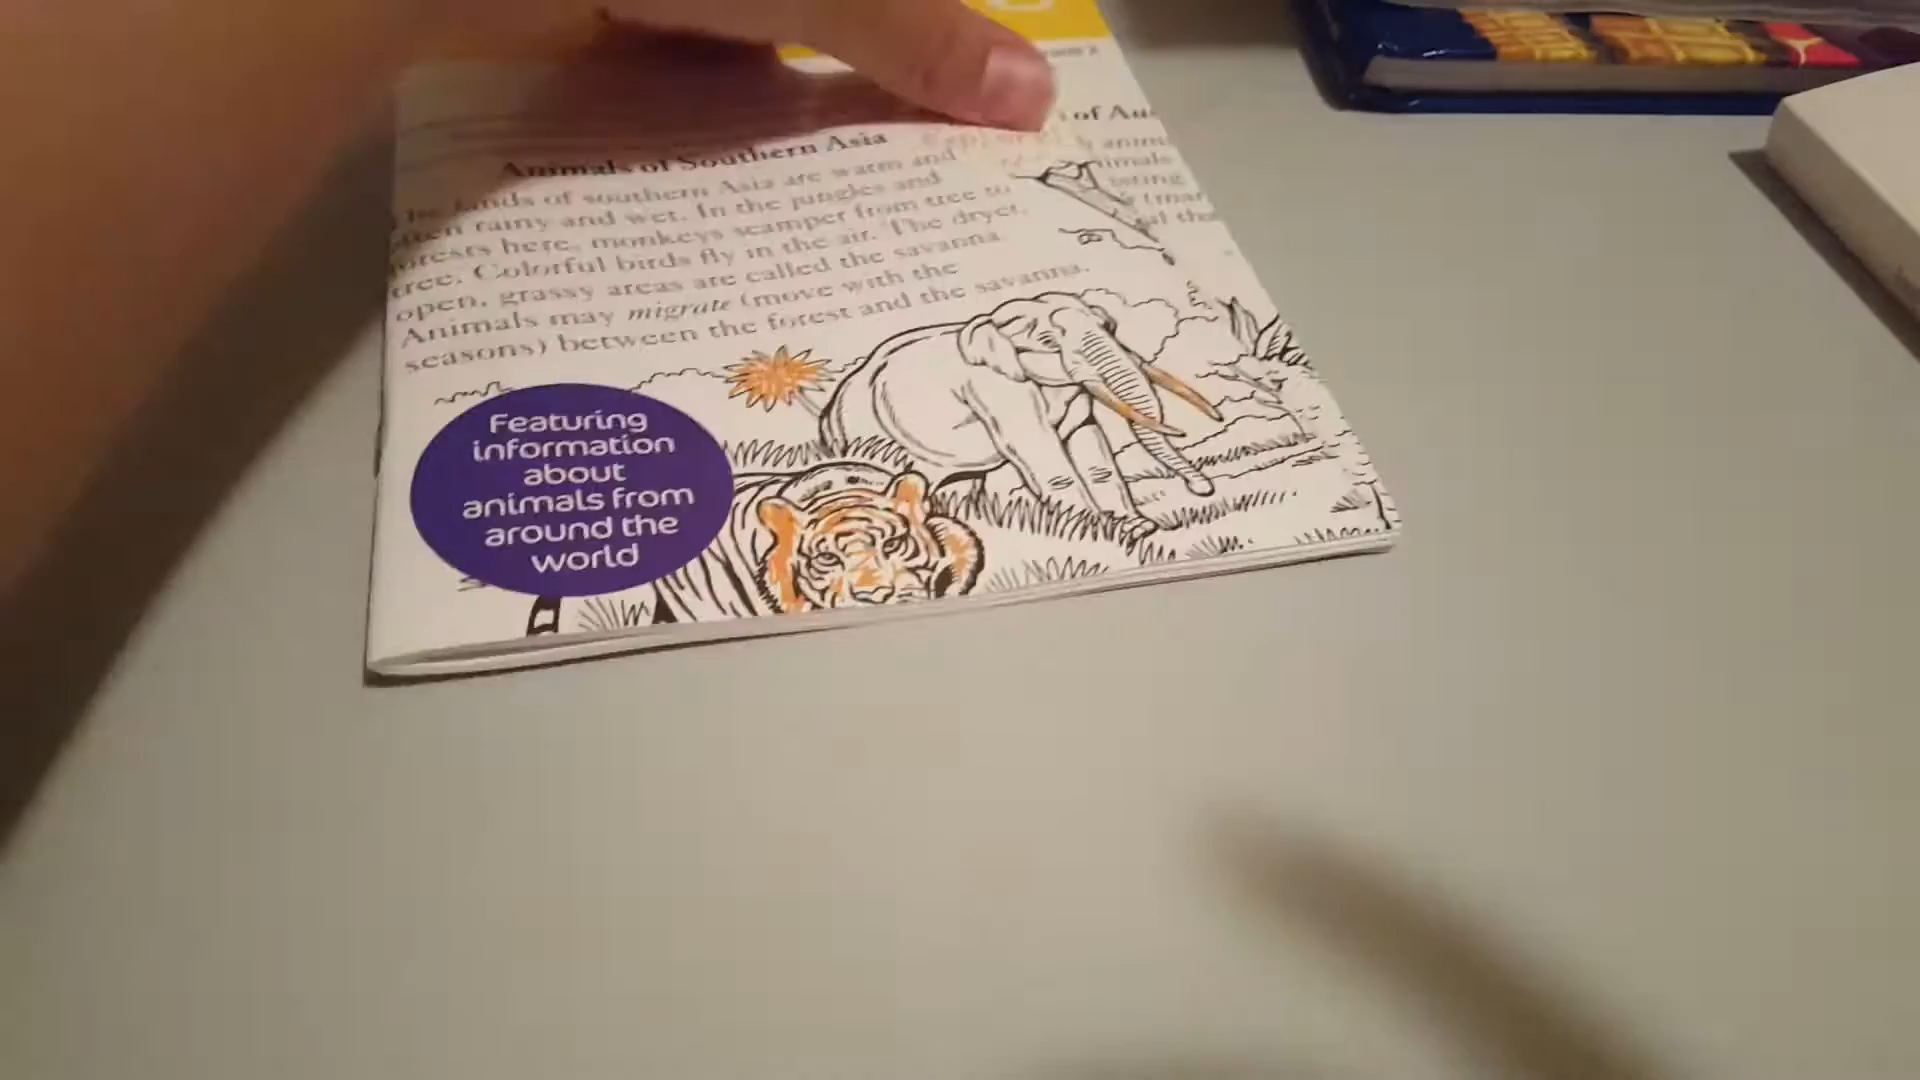 Animals of Southern Asia
lands of southern Asia are warm and
often rainy and wet. In the jungles and
forests here, monkeys scamper from tree to
tree. Colorful birds fly in the air. The dryer,
open, grassy areas are called the savanna.
Animals may migrate (move with the
seasons) between the forest and the savanna.
of
Featuring
information
about
animals from
around the
world